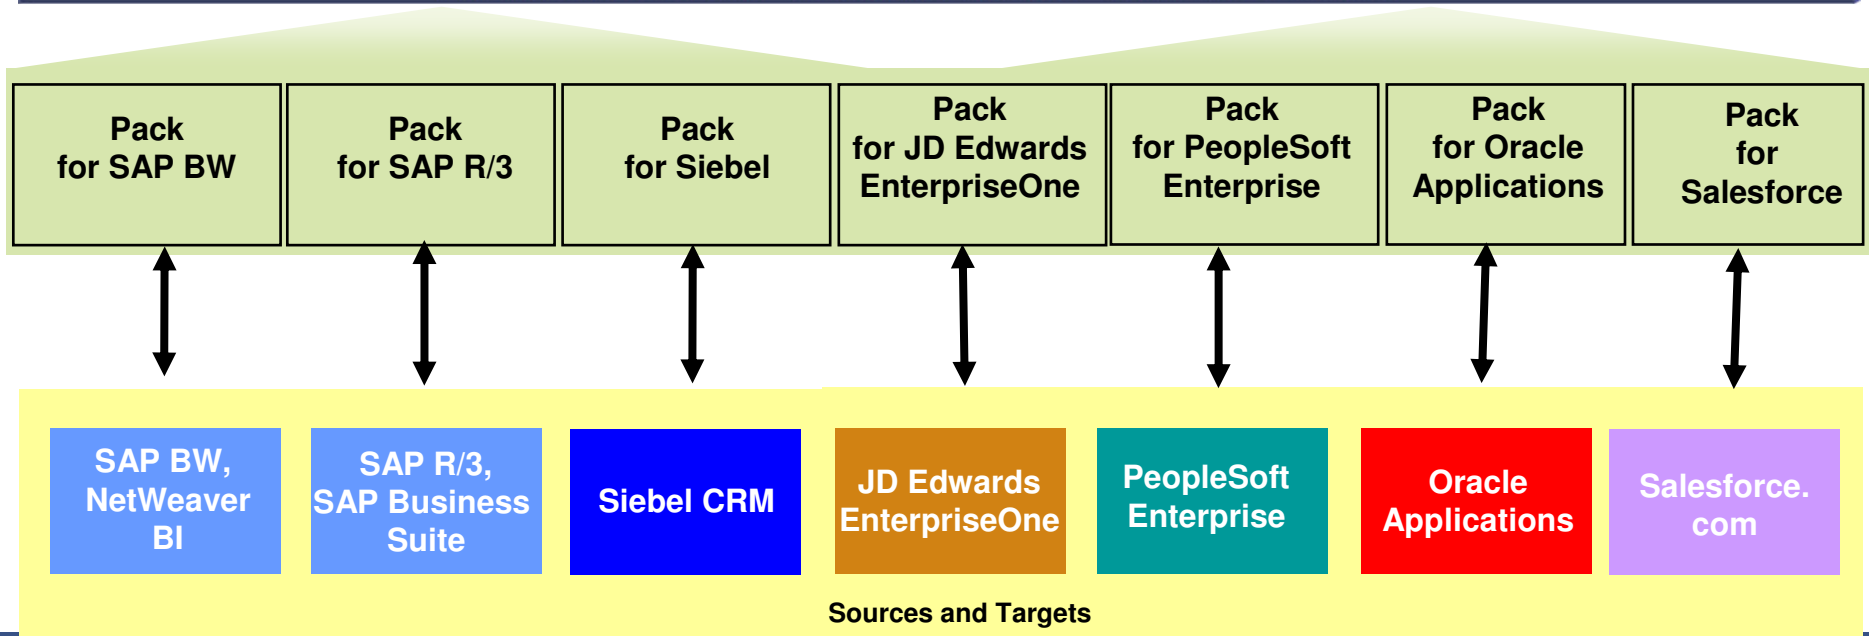 Pack
for SAP BW
Pack
for SAP R/3
Pack
for Siebel
Pack
for JD Edwards
EnterpriseOne
Pack
for PeopleSoft
Enterprise
Pack
for Oracle
Applications
Pack
for
Salesforce
SAP BW,
NetWeaver
BI
SAP R/3,
SAP Business
Suite
Siebel CRM
JD Edwards
EnterpriseOne
PeopleSoft
Enterprise
Oracle
Applications
Salesforce.
com
Sources and Targets